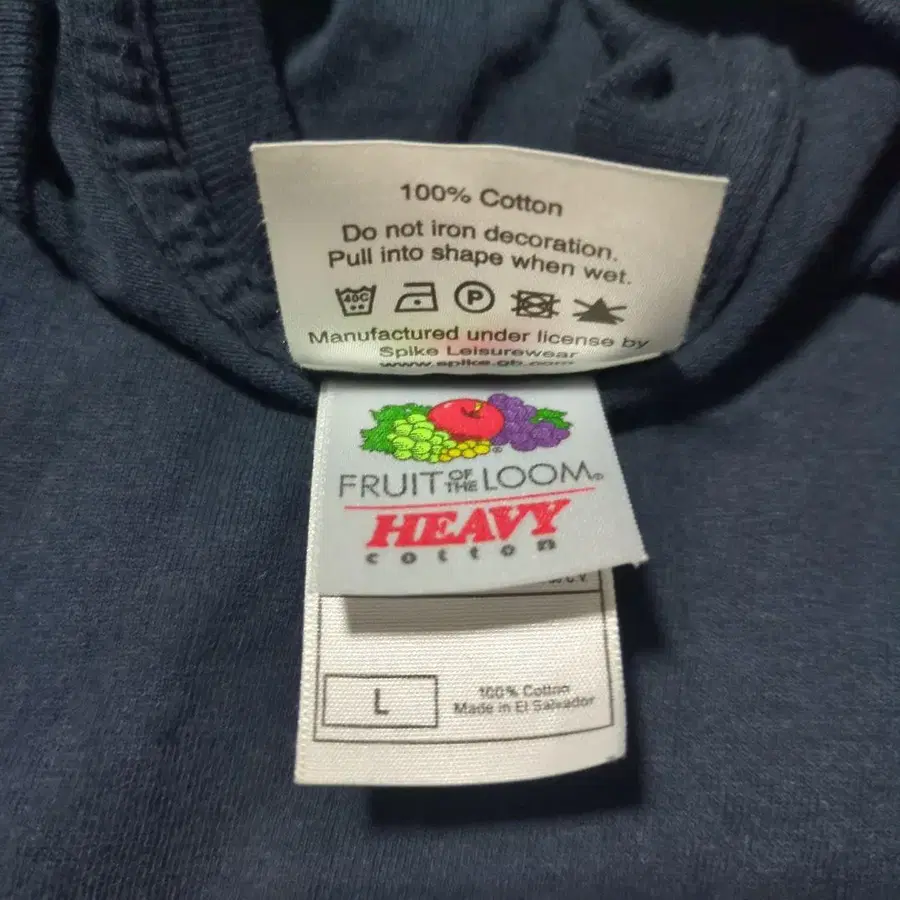 100% Cotton
Do not iron decoration.
Pull into shape when wet.
40C
P
Manufactured under license by
Spike Leisurewear
www.spike.gb.com
FRUIT OF THE LOOM®
HEAVY
cotton
L
100% Cotton
Made in El Salvador